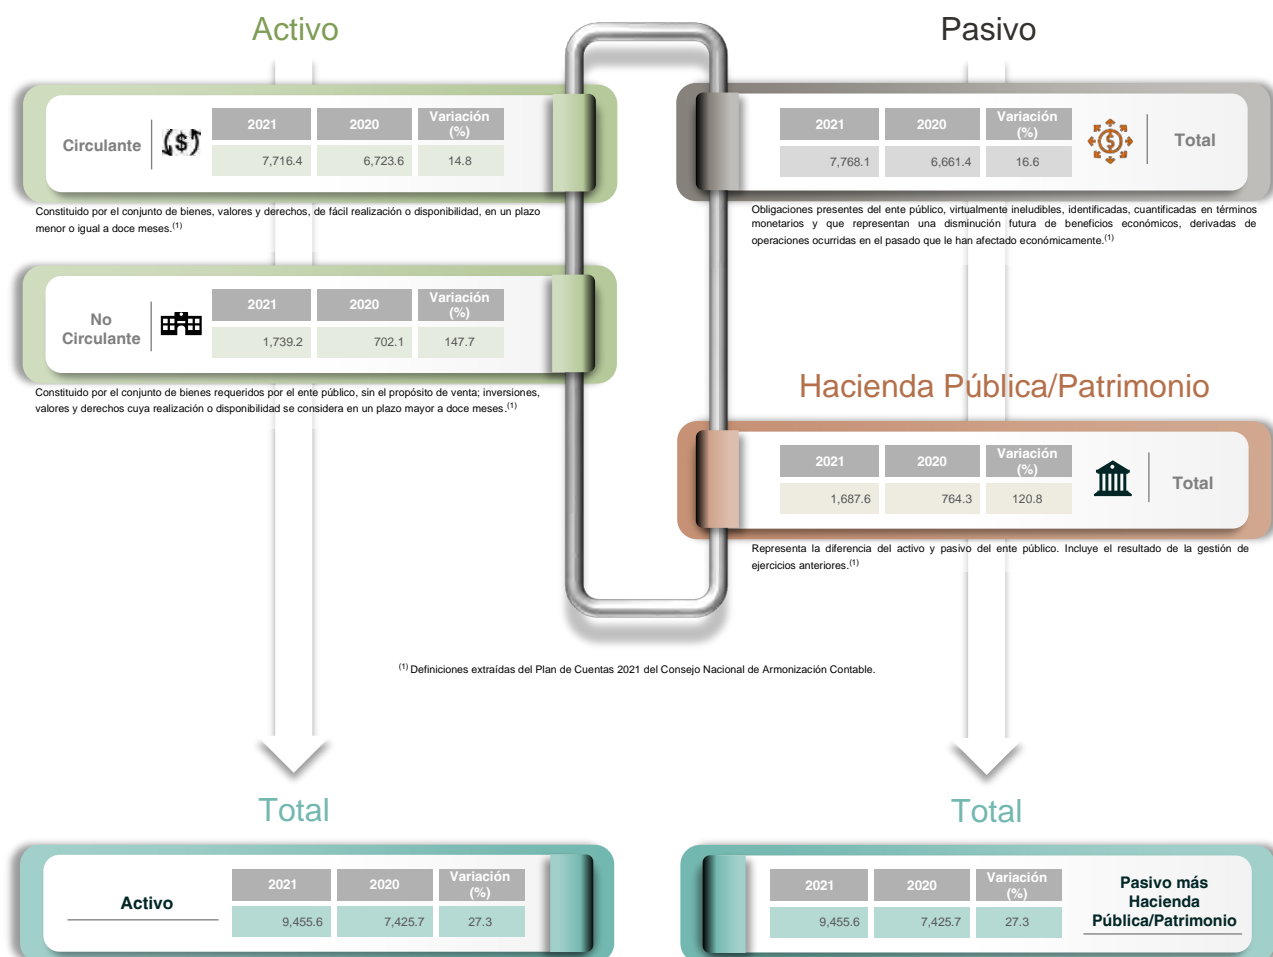 Activo
Circulante
2021 2020 Variación
(%)
7,716.4 6,723.6 14.8
Constituido por el conjunto de bienes, valores y derechos, de fácil realización o disponibilidad, en un plazo
menor o igual a doce meses.(1)
No
Circulante
2021 2020 Variación
(%)
1,739.2 702.1 147.7
Constituido por el conjunto de bienes requeridos por el ente público, sin el propósito de venta; inversiones,
valores y derechos cuya realización o disponibilidad se considera en un plazo mayor a doce meses.(1)
Pasivo
2021 2020 Variación
(%)
7,768.1 6,661.4 16.6
Total
Obligaciones presentes del ente público, virtualmente ineludibles, identificadas, cuantificadas en términos
monetarios y que representan una disminución futura de beneficios económicos, derivadas de
operaciones ocurridas en el pasado que le han afectado económicamente.(1)
Hacienda Pública/Patrimonio
2021 2020 Variación
(%)
1,687.6 764.3 120.8
Total
Representa la diferencia del activo y pasivo del ente público. Incluye el resultado de la gestión de
ejercicios anteriores.(1)
(1) Definiciones extraídas del Plan de Cuentas 2021 del Consejo Nacional de Armonización Contable.
Total
Activo
2021 2020 Variación
(%)
9,455.6 7,425.7 27.3
Total
2021 2020 Variación
(%)
9,455.6 7,425.7 27.3
Pasivo más
Hacienda
Pública/Patrimonio